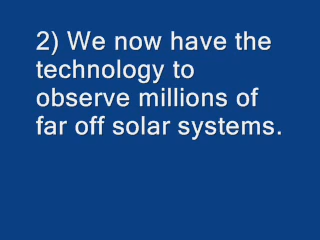 2) We now have the
technology to
observe millions of
far off solar systems.